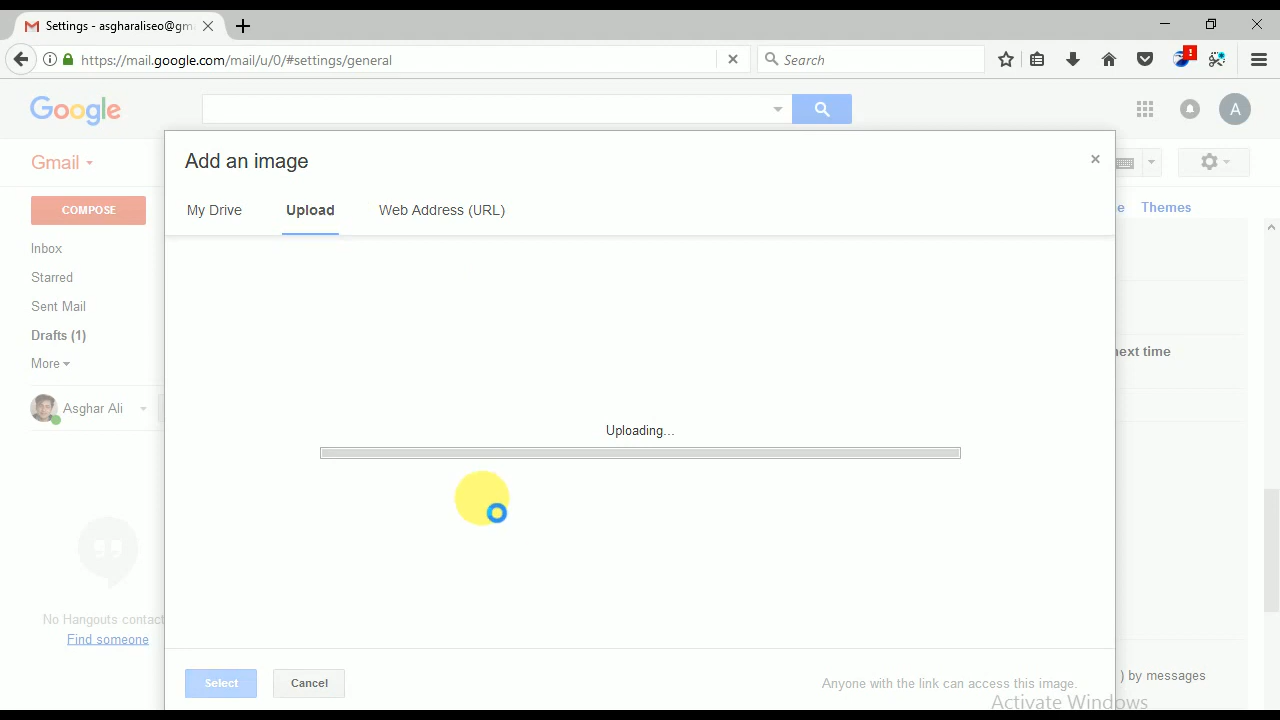 Settings - asgharaliseo@gm
https://mail.google.com/mail/u/0/#settings/general
Search
Google
A
Gmail
Add an image
×
My Drive
Upload
Web Address (URL)
Themes
COMPOSE
Inbox
Starred
Sent Mail
Drafts (1)
More
next time
Asghar Ali
Uploading...
No Hangouts contact
Find someone
Select
Cancel
Anyone with the link can access this image.
) by messages
Activate Windows